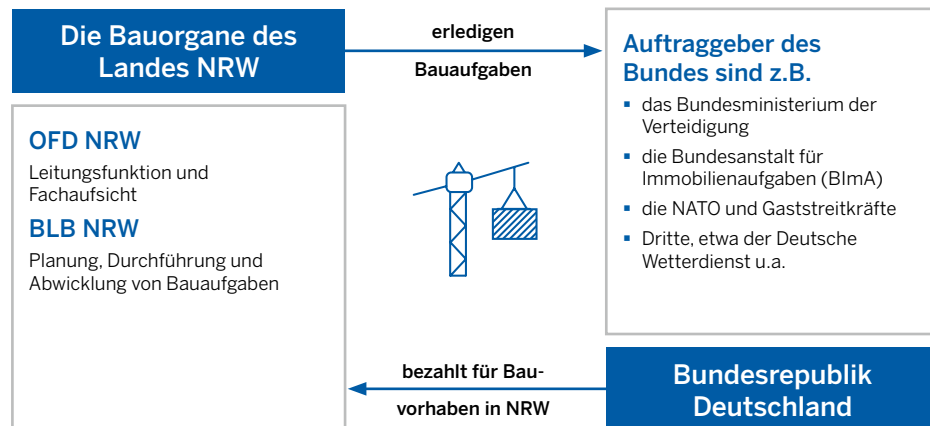 Die Bauorgane des
Landes NRW
erledigen
Bauaufgaben
Auftraggeber des
Bundes sind z.B.
▪ das Bundesministerium der
Verteidigung
▪ die Bundesanstalt für
Immobilienaufgaben (BImA)
▪ die NATO und Gaststreitkräfte
▪ Dritte, etwa der Deutsche
Wetterdienst u.a.
OFD NRW
Leitungsfunktion und
Fachaufsicht
BLB NRW
Planung, Durchführung und
Abwicklung von Bauaufgaben
bezahlt für Bau-
vorhaben in NRW
Bundesrepublik
Deutschland